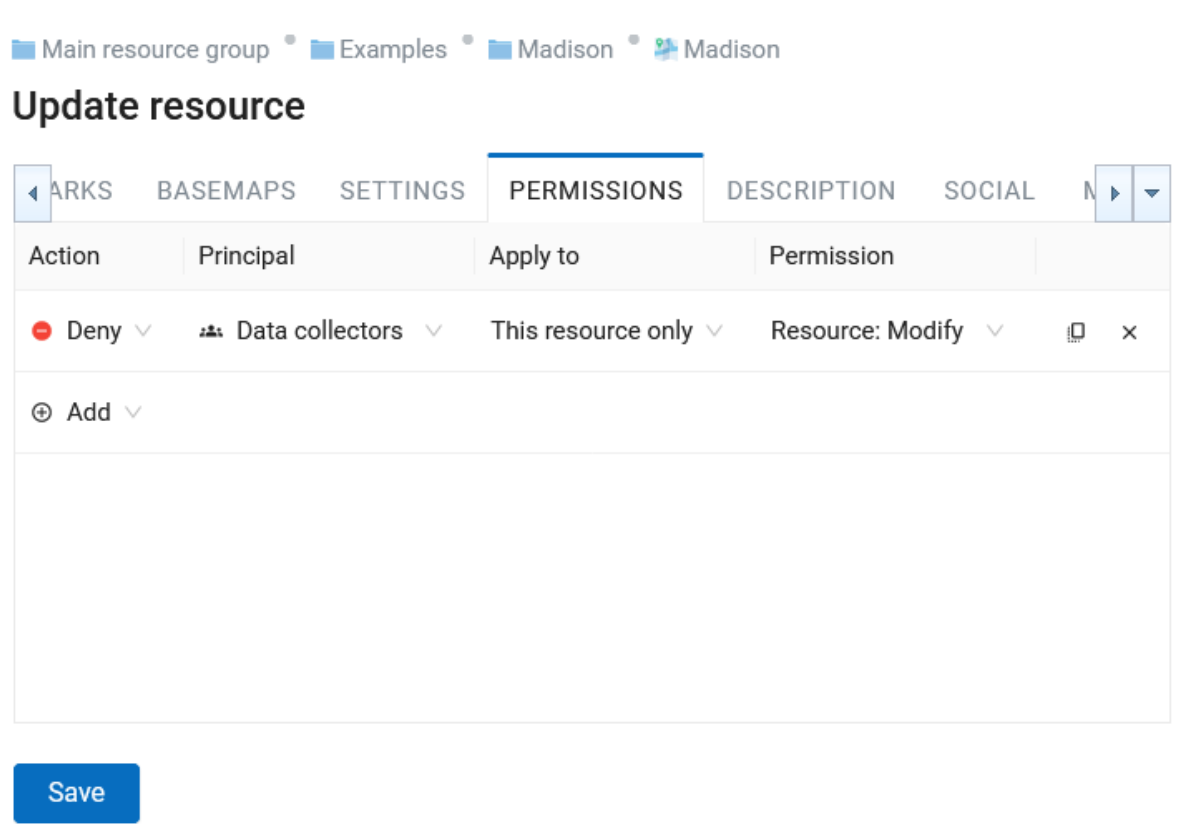 Main resource group Examples Madison Madison
Update resource
ARKS BASEMAPS SETTINGS PERMISSIONS DESCRIPTION SOCIAL
Action Principal Apply to Permission
Deny Data collectors This resource only Resource: Modify
Add
Save